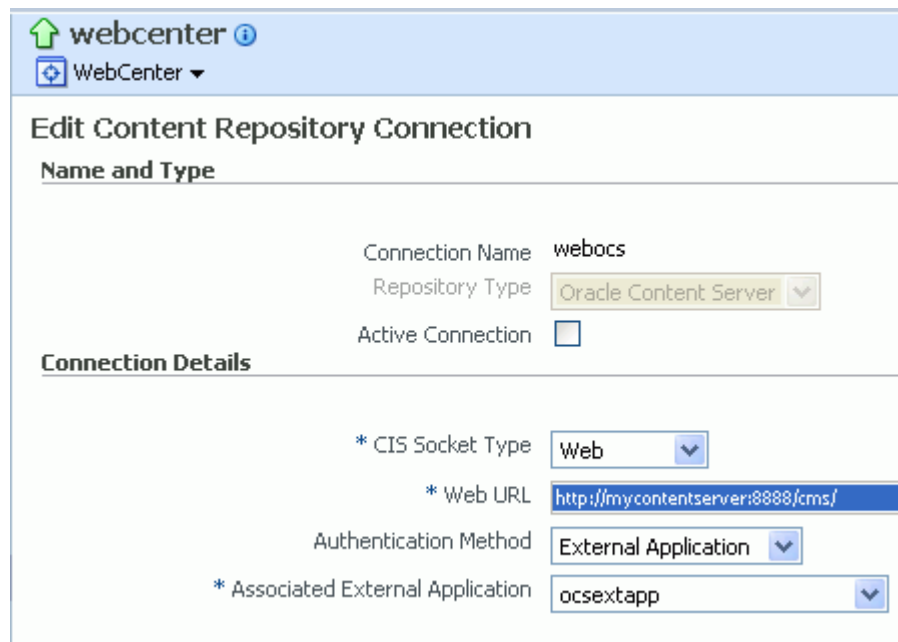 webcenter
WebCenter
Edit Content Repository Connection
Name and Type
Connection Name webocs
Repository Type Oracle Content Server
Active Connection
Connection Details
* CIS Socket Type Web
* Web URL http://mycontentserver:8888/cms/
Authentication Method External Application
* Associated External Application ocsextapp